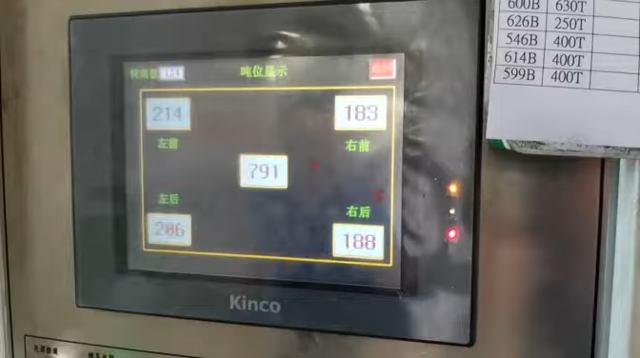 600B 630T
626B 250T
546B 400T
614B 400T
599B 400T
吨位显示
214
183
左前
右前
791
左后
右后
206
188
Kinco